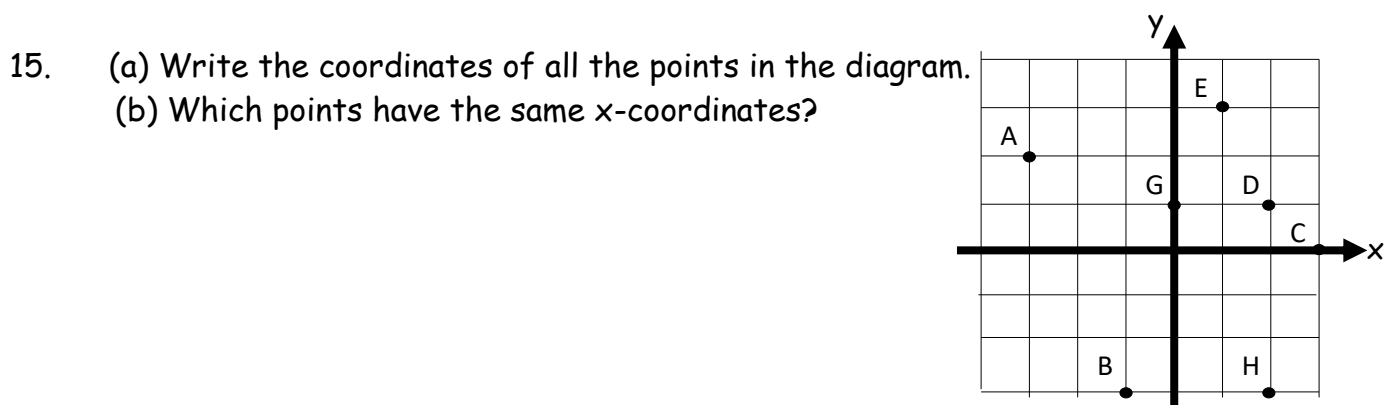 15. (a) Write the coordinates of all the points in the diagram.
(b) Which points have the same x-coordinates?
y
E
A
G D
C
x
B H